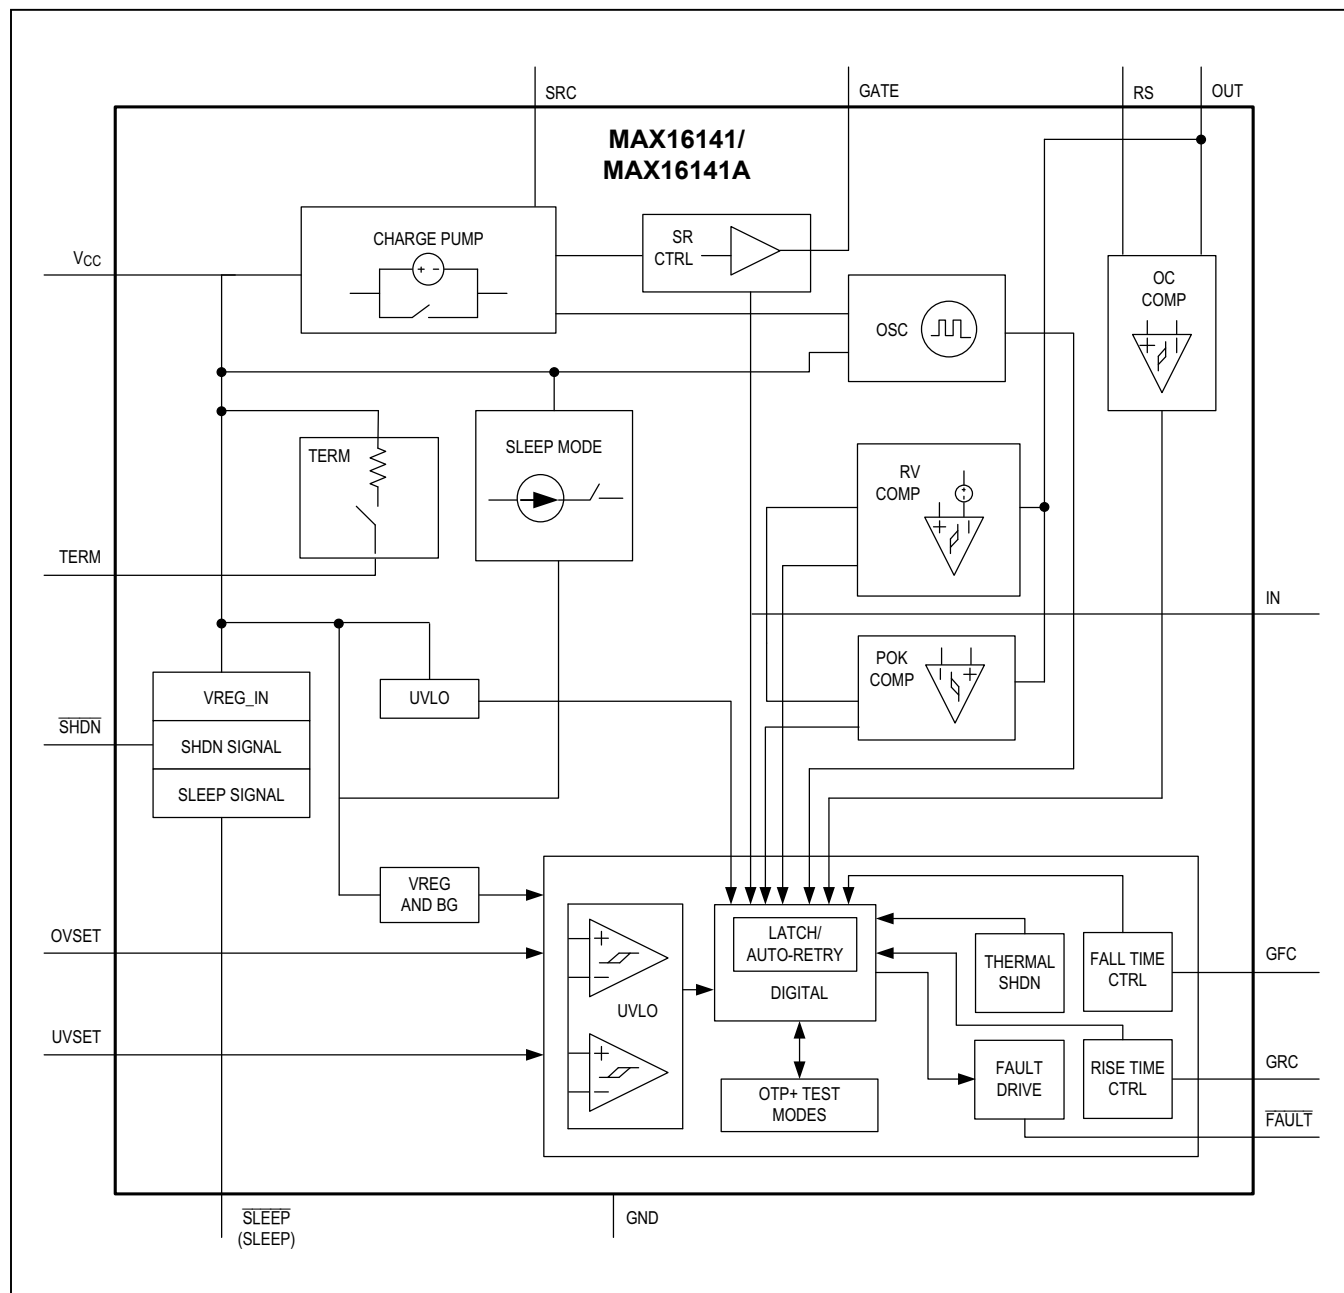 SRC
GATE
RS
OUT
MAX16141/
MAX16141A
VCC
CHARGE PUMP
+ -
SR
CTRL
OC
COMP
+ -
OSC
TERM
SLEEP MODE
RV
COMP
+ -
+ -
TERM
IN
POK
COMP
- +
VREG_IN
UVLO
SHDN
SHDN SIGNAL
SLEEP SIGNAL
VREG
AND BG
OVSET
+
-
LATCH/
AUTO-RETRY
DIGITAL
THERMAL
SHDN
FALL TIME
CTRL
GFC
UVLO
UVSET
+
-
OTP+ TEST
MODES
FAULT
DRIVE
RISE TIME
CTRL
GRC
FAULT
SLEEP
(SLEEP)
GND